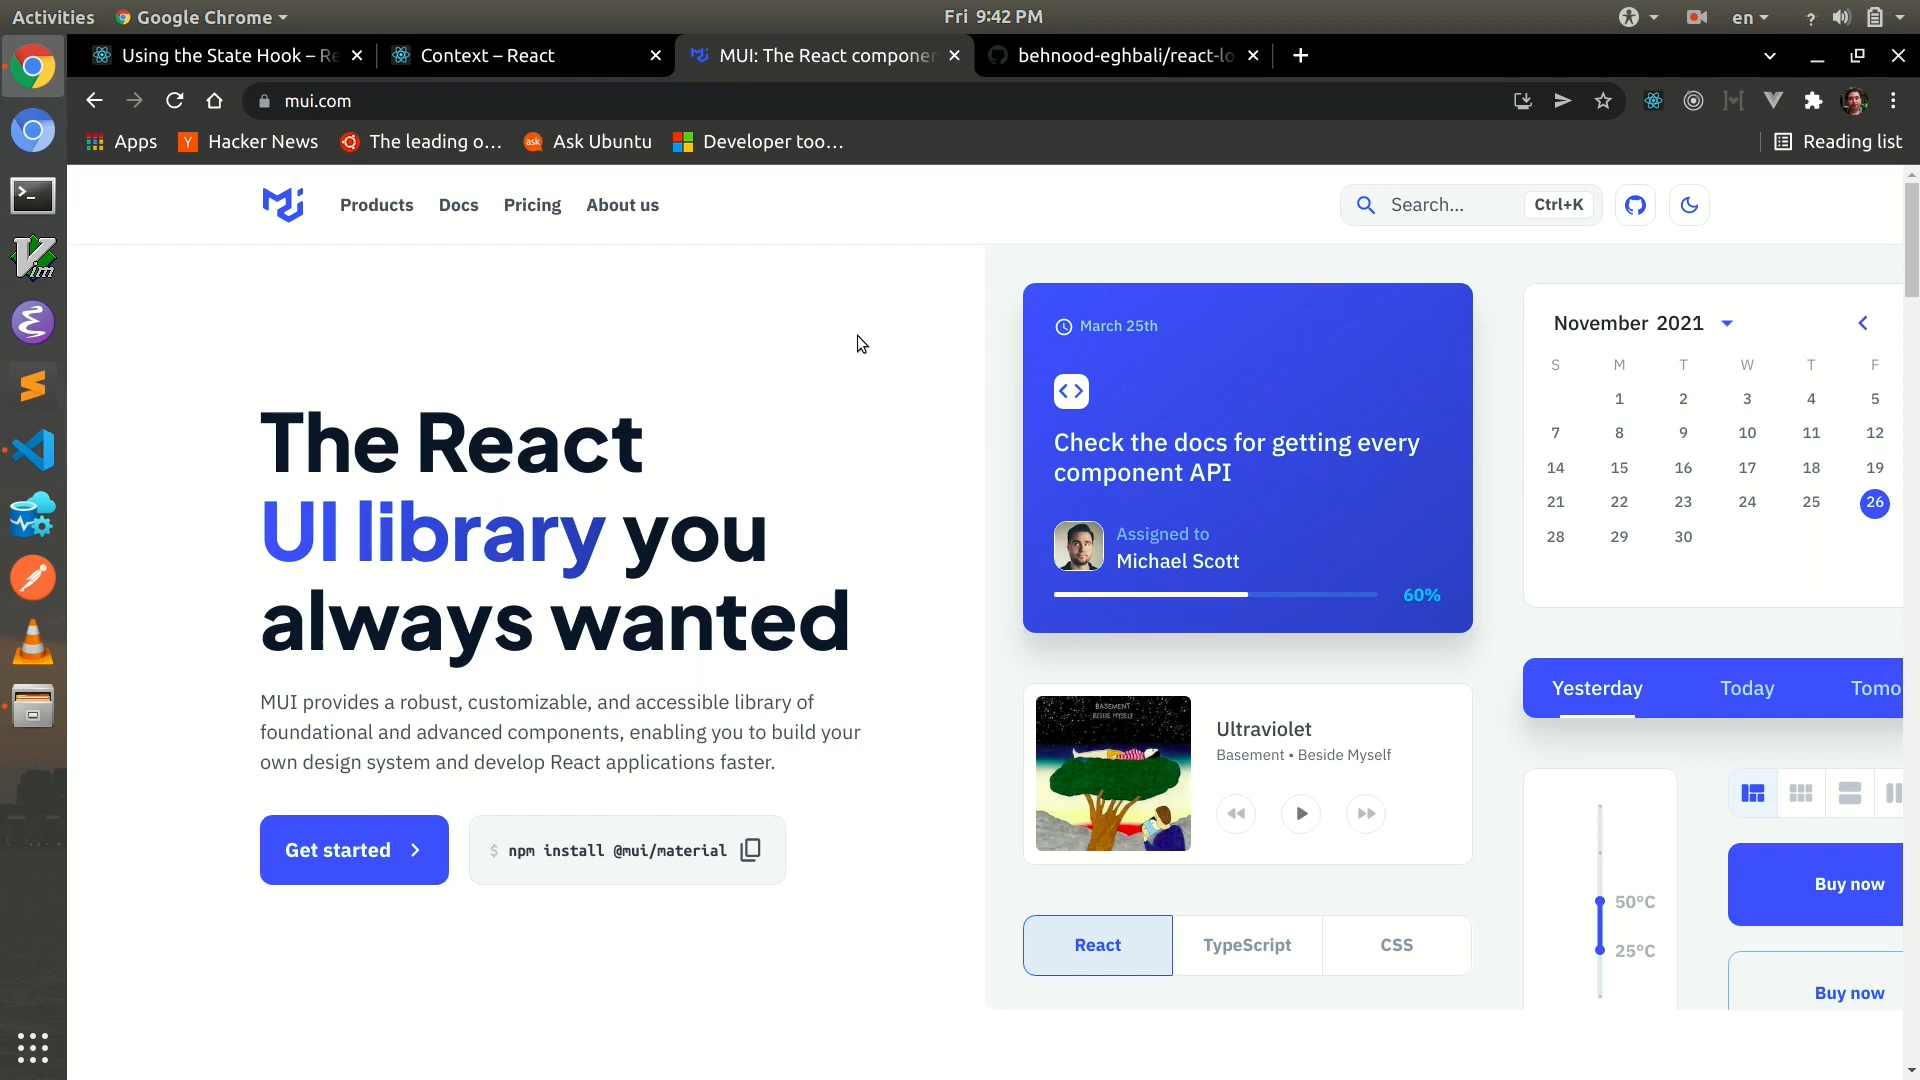 Activities
Google Chrome
Fri 9:42 PM
en
?
Using the State Hook – Re
Context – React
MUI: The React componen
behnood-eghbali/react-lo
mui.com
Apps
Hacker News
The leading o...
ask
Ask Ubuntu
Developer too...
Reading list
Products
Docs
Pricing
About us
Search...
Ctrl+K
The React
UI library you
always wanted
MUI provides a robust, customizable, and accessible library of
foundational and advanced components, enabling you to build your
own design system and develop React applications faster.
Get started
$ npm install @mui/material
March 25th
Check the docs for getting every
component API
Assigned to
Michael Scott
60%
BASEMENT
BESIDE MYSELF
Ultraviolet
Basement • Beside Myself
React
TypeScript
CSS
November 2021
S M T W T F
1 2 3 4 5
7 8 9 10 11 12
14 15 16 17 18 19
21 22 23 24 25 26
28 29 30
Yesterday
Today
Tomo
50°C
25°C
Buy now
Buy now